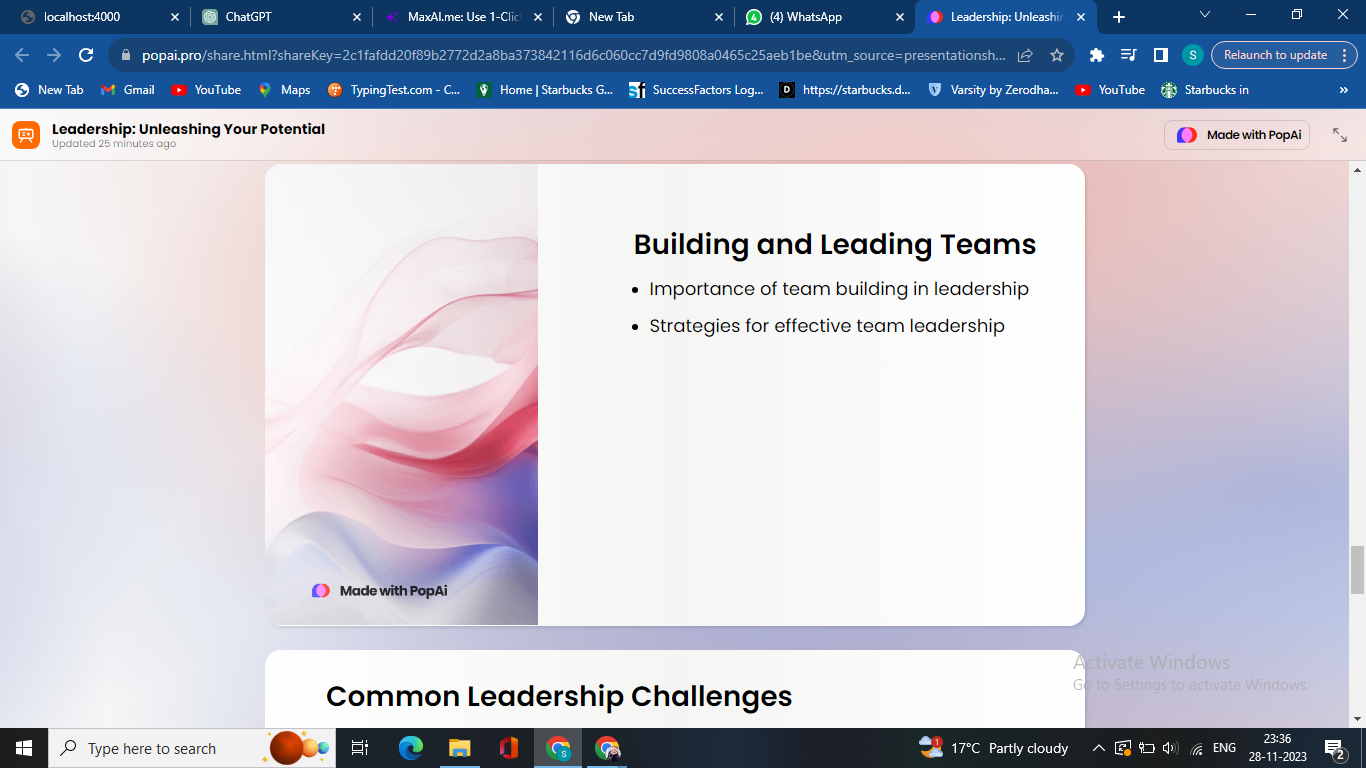 localhost:4000
ChatGPT
MaxAI.me: Use 1-Clic
New Tab
(4) WhatsApp
Leadership: Unleashin
popai.pro/share.html?shareKey=2c1fafdd20f89b2772d2a8ba373842116d6c060cc7d9fd9808a0465c25aeb1be&utm_source=presentationsh...
S
Relaunch to update
New Tab
Gmail
YouTube
Maps
TypingTest.com - C...
Home | Starbucks G...
SuccessFactors Log...
https://starbucks.d...
Varsity by Zerodha...
YouTube
Starbucks in
»
Leadership: Unleashing Your Potential
Updated 25 minutes ago
Made with PopAi
Building and Leading Teams
• Importance of team building in leadership
• Strategies for effective team leadership
Made with PopAi
Common Leadership Challenges
Activate Windows
Go to Settings to activate Windows.
Type here to search
17°C Partly cloudy
ENG
23:36
28-11-2023
2